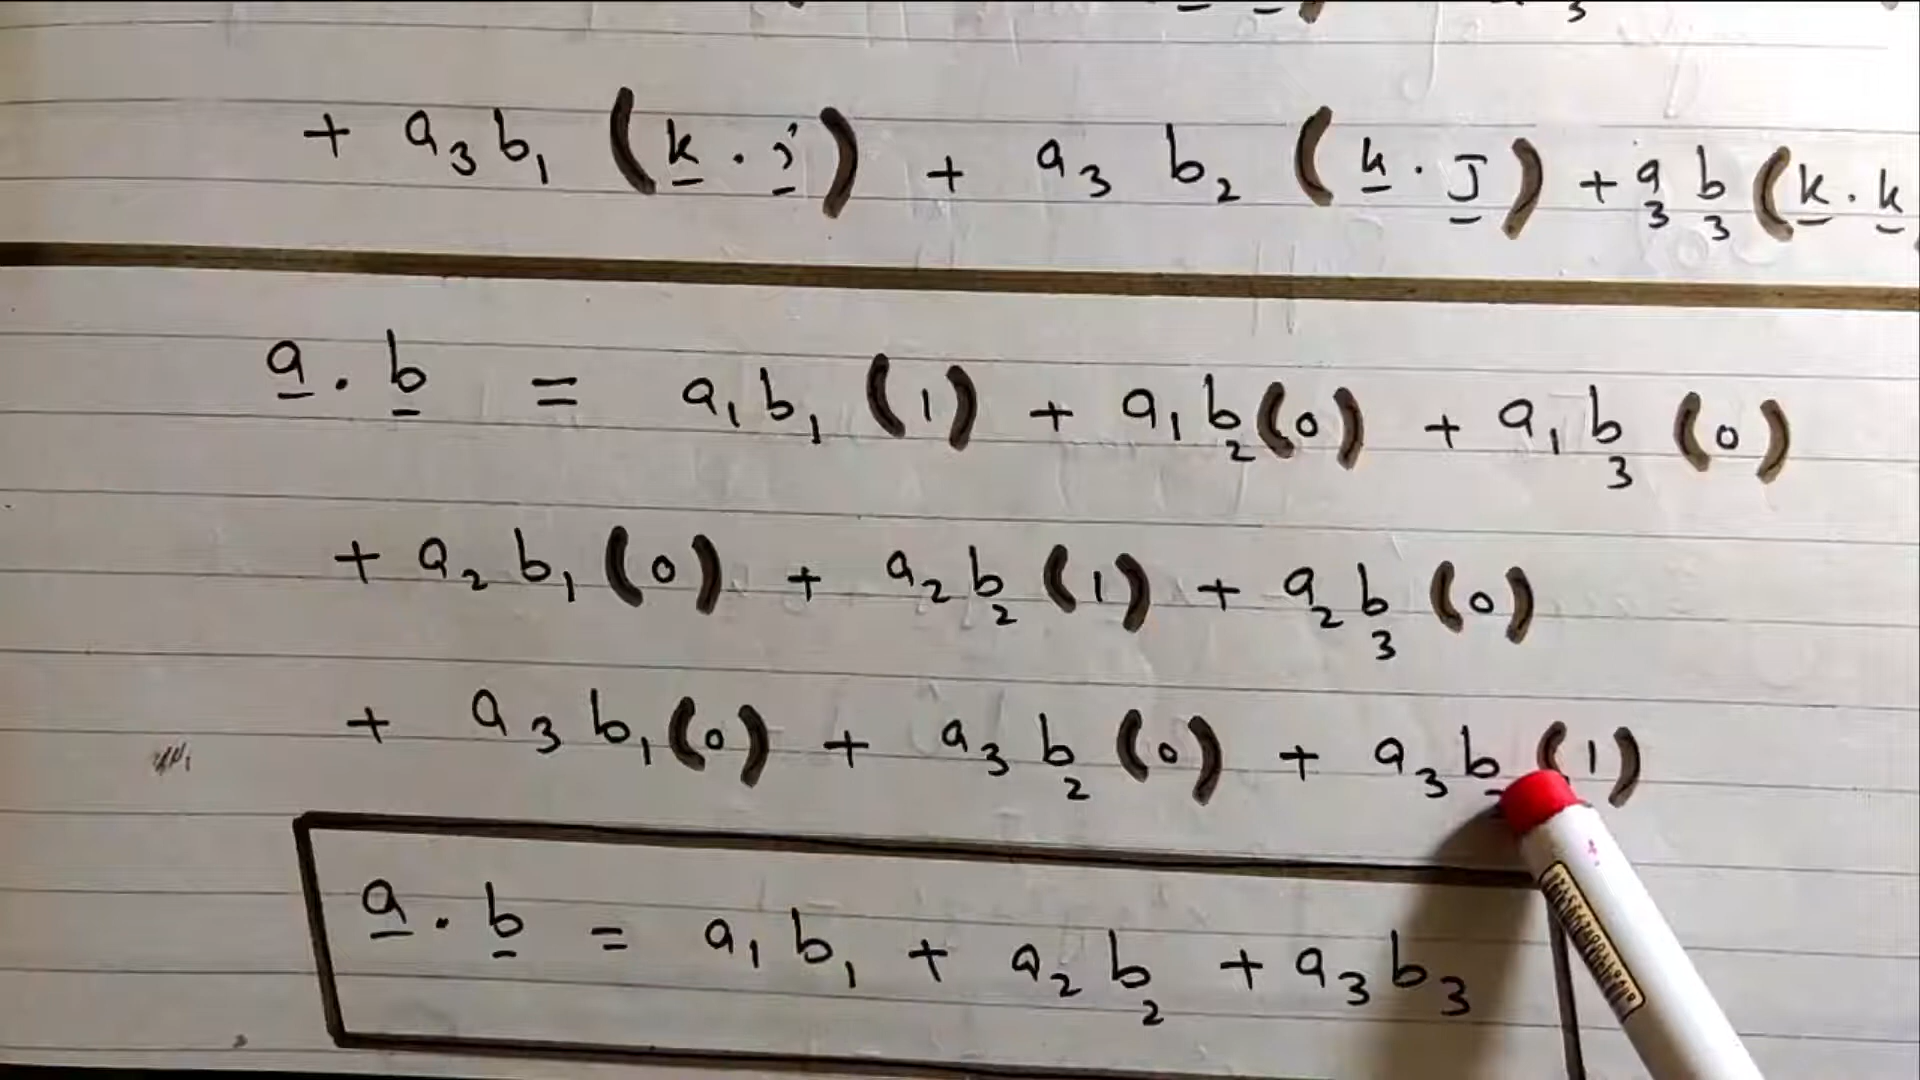 + a₃b₁ (k · i) + a₃ b₂ (k · J) + a₃ b₃ (k · k
a · b = a₁b₁ (1) + a₁b₂(0) + a₁b₃ (0)
+ a₂b₁(0) + a₂b₂ (1) + a₂b₃ (0)
+ a₃b₁(0) + a₃b₂(0) + a₃b (1)
a · b = a₁b₁ + a₂b₂ + a₃b₃